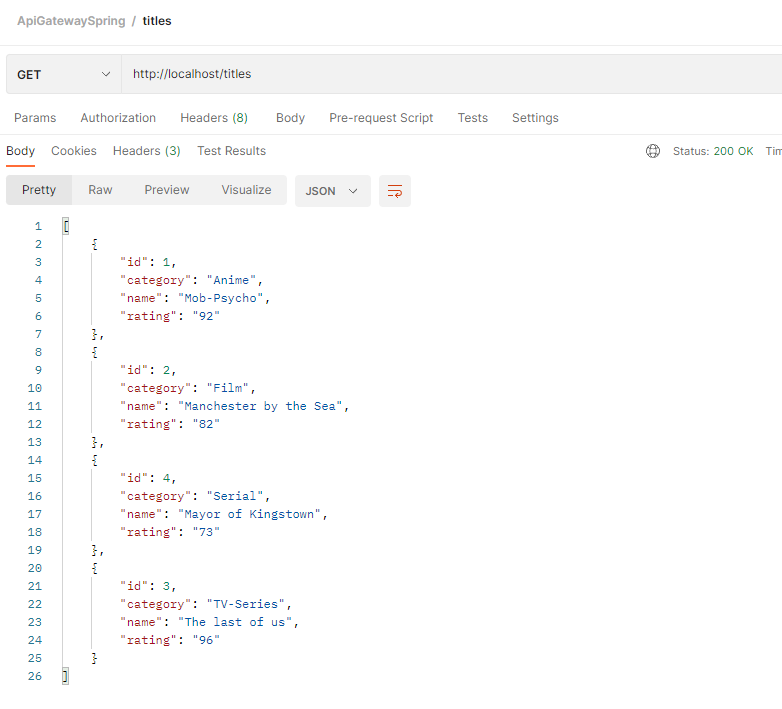 ApiGatewaySpring / titles
GET http://localhost/titles
Params Authorization Headers (8) Body Pre-request Script Tests Settings
Body Cookies Headers (3) Test Results Status: 200 OK Tim
Pretty Raw Preview Visualize JSON
1 [
2 {
3 "id": 1,
4 "category": "Anime",
5 "name": "Mob-Psycho",
6 "rating": "92"
7 },
8 {
9 "id": 2,
10 "category": "Film",
11 "name": "Manchester by the Sea",
12 "rating": "82"
13 },
14 {
15 "id": 4,
16 "category": "Serial",
17 "name": "Mayor of Kingstown",
18 "rating": "73"
19 },
20 {
21 "id": 3,
22 "category": "TV-Series",
23 "name": "The last of us",
24 "rating": "96"
25 }
26 ]